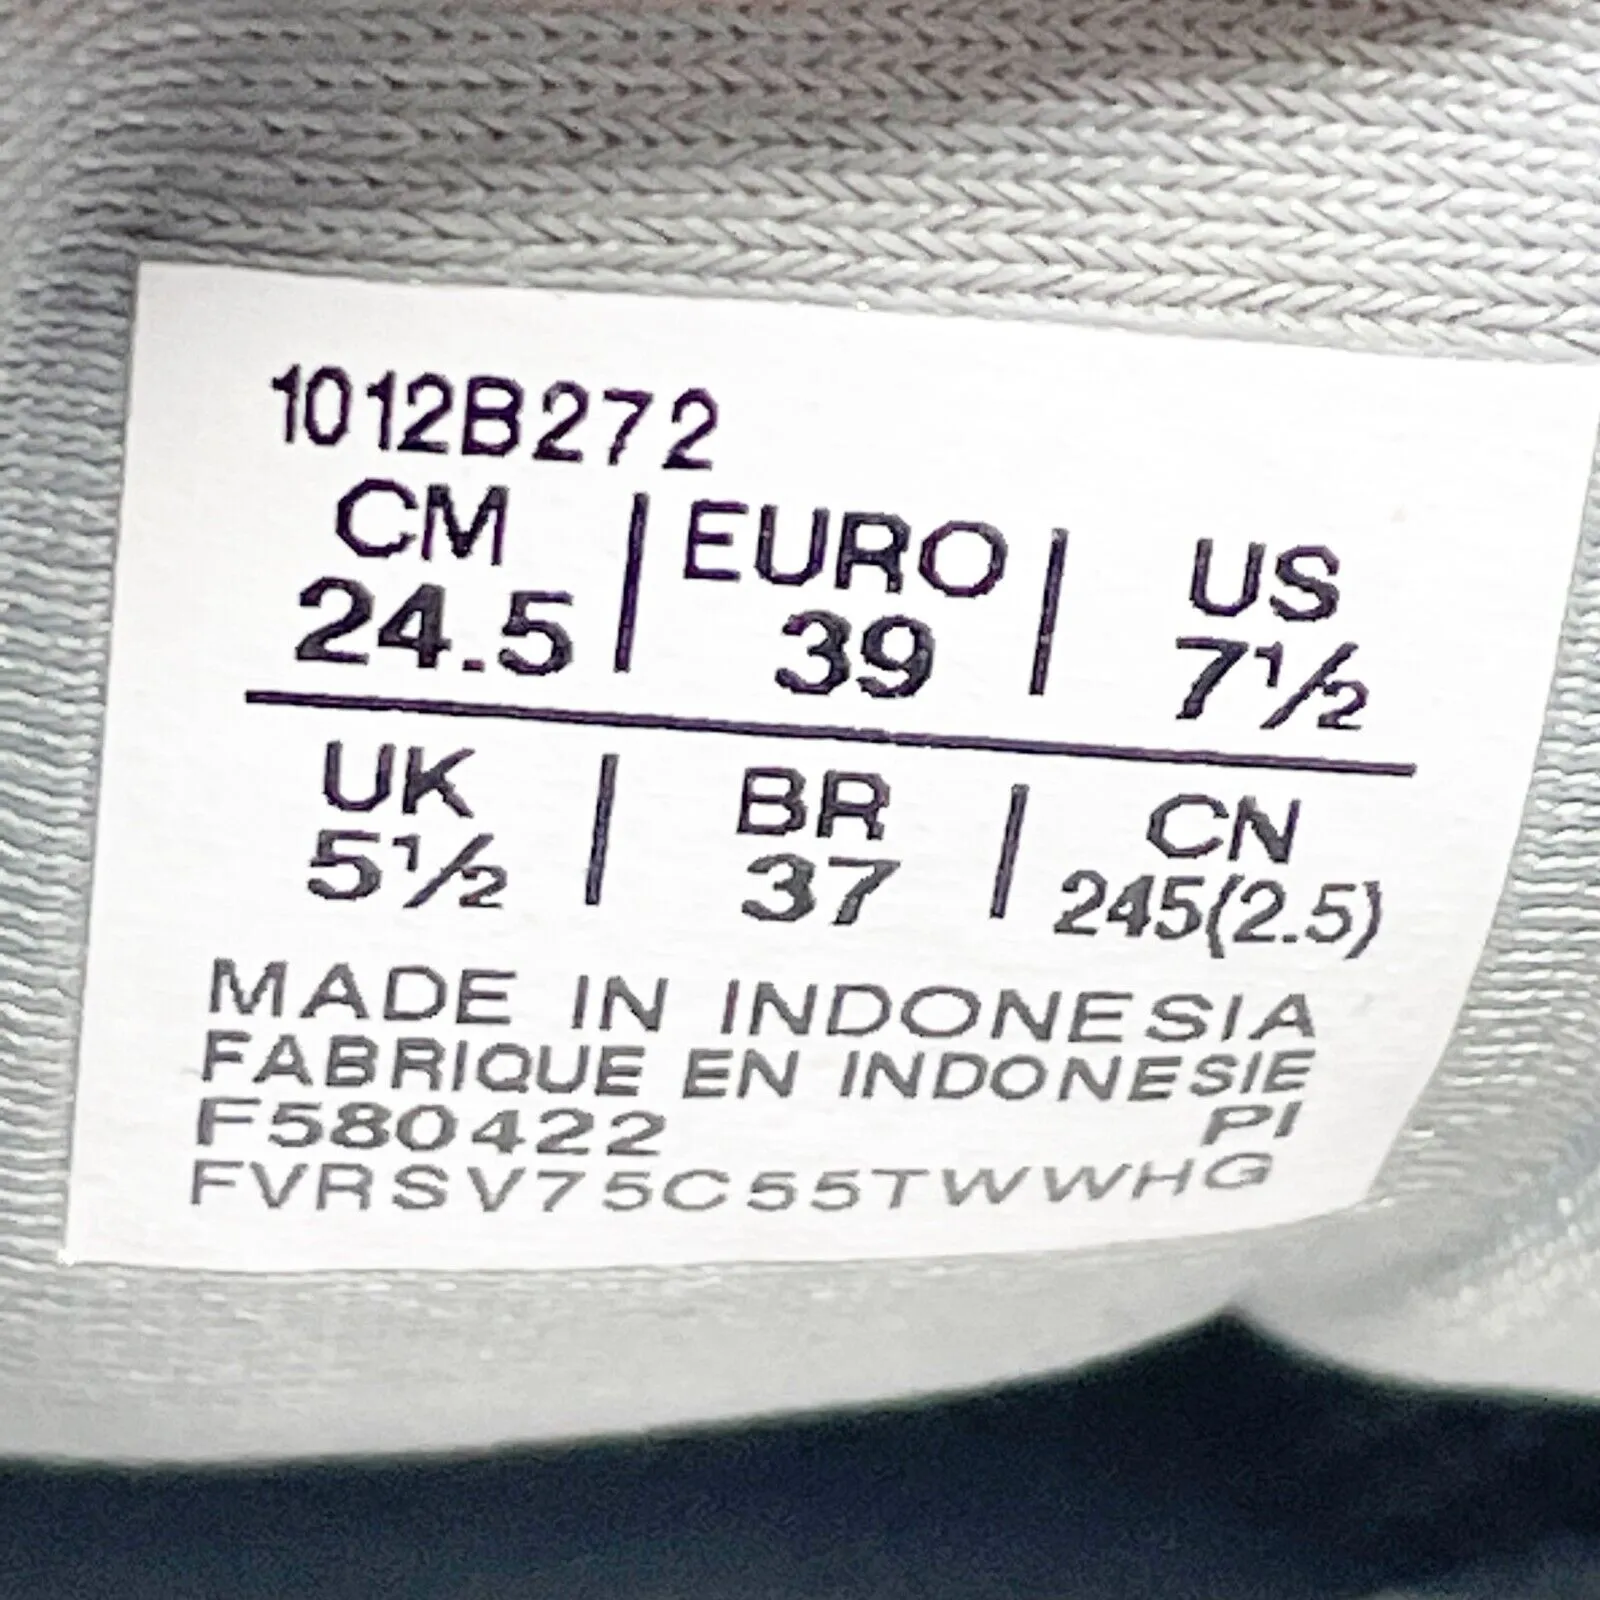 1012B272
CM | EURO | US
24.5 | 39 | 7½
UK | BR | CN
5½ | 37 | 245(2.5)
MADE IN INDONESIA
FABRIQUE EN INDONESIE
F580422 PI
FVRSV75C55TWWHG